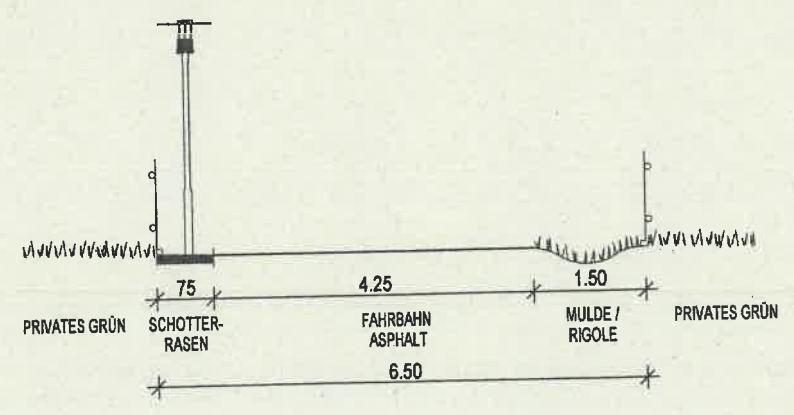 75
4.25
1.50
PRIVATES GRÜN
SCHOTTER-
RASEN
FAHRBAHN
ASPHALT
MULDE /
RIGOLE
PRIVATES GRÜN
6.50